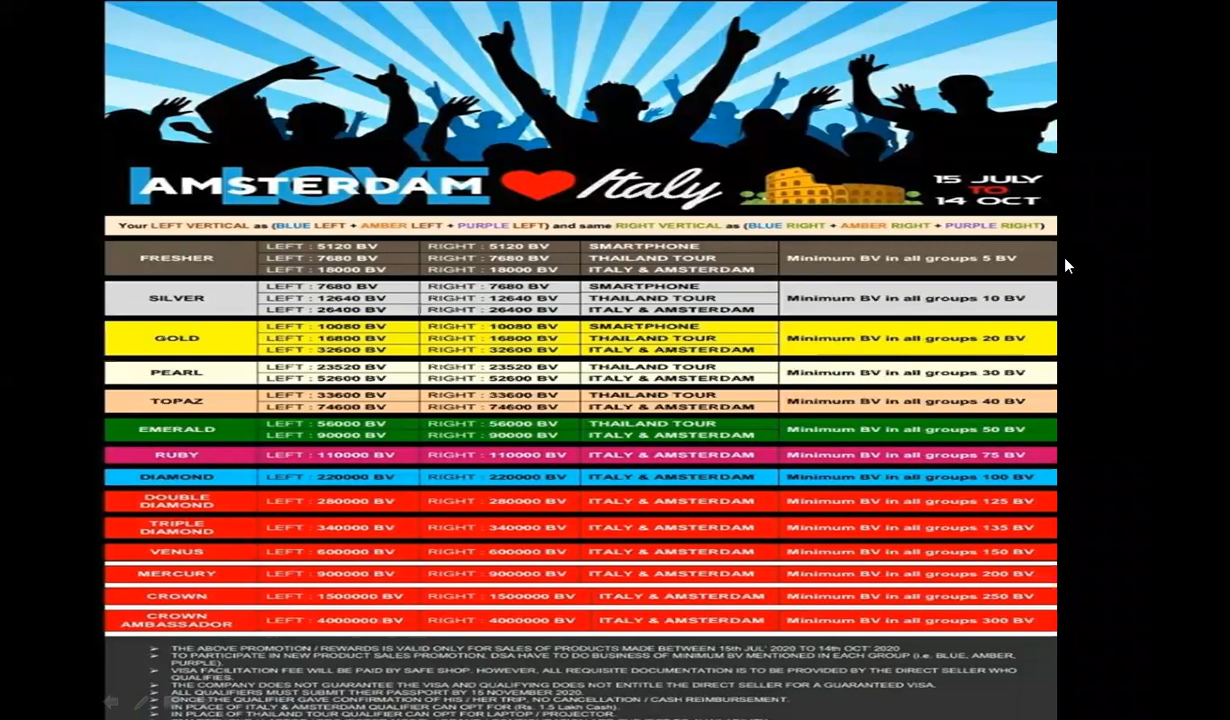 I LOVE
AMSTERDAM Italy 15 JULY TO 14 OCT
Your LEFT VERTICAL as (BLUE LEFT + AMBER LEFT + PURPLE LEFT) and same RIGHT VERTICAL as (BLUE RIGHT + AMBER RIGHT + PURPLE RIGHT)
FRESHER
LEFT : 5120 BV RIGHT : 5120 BV SMARTPHONE
LEFT : 7680 BV RIGHT : 7680 BV THAILAND TOUR
LEFT : 18000 BV RIGHT : 18000 BV ITALY & AMSTERDAM
Minimum BV in all groups 5 BV
SILVER
LEFT : 7680 BV RIGHT : 7680 BV SMARTPHONE
LEFT : 12640 BV RIGHT : 12640 BV THAILAND TOUR
LEFT : 26400 BV RIGHT : 26400 BV ITALY & AMSTERDAM
Minimum BV in all groups 10 BV
GOLD
LEFT : 10080 BV RIGHT : 10080 BV SMARTPHONE
LEFT : 16800 BV RIGHT : 16800 BV THAILAND TOUR
LEFT : 32600 BV RIGHT : 32600 BV ITALY & AMSTERDAM
Minimum BV in all groups 20 BV
PEARL
LEFT : 23520 BV RIGHT : 23520 BV THAILAND TOUR
LEFT : 52600 BV RIGHT : 52600 BV ITALY & AMSTERDAM
Minimum BV in all groups 30 BV
TOPAZ
LEFT : 33600 BV RIGHT : 33600 BV THAILAND TOUR
LEFT : 74600 BV RIGHT : 74600 BV ITALY & AMSTERDAM
Minimum BV in all groups 40 BV
EMERALD
LEFT : 56000 BV RIGHT : 56000 BV THAILAND TOUR
LEFT : 90000 BV RIGHT : 90000 BV ITALY & AMSTERDAM
Minimum BV in all groups 50 BV
RUBY LEFT : 110000 BV RIGHT : 110000 BV ITALY & AMSTERDAM Minimum BV in all groups 75 BV
DIAMOND LEFT : 220000 BV RIGHT : 220000 BV ITALY & AMSTERDAM Minimum BV in all groups 100 BV
DOUBLE DIAMOND LEFT : 280000 BV RIGHT : 280000 BV ITALY & AMSTERDAM Minimum BV in all groups 125 BV
TRIPLE DIAMOND LEFT : 340000 BV RIGHT : 340000 BV ITALY & AMSTERDAM Minimum BV in all groups 135 BV
VENUS LEFT : 600000 BV RIGHT : 600000 BV ITALY & AMSTERDAM Minimum BV in all groups 150 BV
MERCURY LEFT : 900000 BV RIGHT : 900000 BV ITALY & AMSTERDAM Minimum BV in all groups 200 BV
CROWN LEFT : 1500000 BV RIGHT : 1500000 BV ITALY & AMSTERDAM Minimum BV in all groups 250 BV
CROWN AMBASSADOR LEFT : 4000000 BV RIGHT : 4000000 BV ITALY & AMSTERDAM Minimum BV in all groups 300 BV
THE ABOVE PROMOTION / REWARDS IS VALID ONLY FOR SALES OF PRODUCTS MADE BETWEEN 15th JUL' 2020 TO 14th OCT' 2020
TO PARTICIPATE IN NEW PRODUCT SALES PROMOTION, DSA HAVE TO DO BUSINESS OF MINIMUM BV MENTIONED IN EACH GROUP (i.e. BLUE, AMBER,
PURPLE).
VISA FACILITATION FEE WILL BE PAID BY SAFE SHOP. HOWEVER, ALL REQUISITE DOCUMENTATION IS TO BE PROVIDED BY THE DIRECT SELLER WHO
QUALIFIES.
THE COMPANY DOES NOT GUARANTEE THE VISA AND QUALIFYING DOES NOT ENTITLE THE DIRECT SELLER FOR A GUARANTEED VISA.
ALL QUALIFIERS MUST SUBMIT THEIR PASSPORT BY 15 NOVEMBER 2020.
ONCE THE QUALIFIER GAVE CONFIRMATION OF HIS / HER TRIP, NO CANCELLATION / CASH REIMBURSEMENT.
IN PLACE OF ITALY & AMSTERDAM QUALIFIER CAN OPT FOR (Rs. 1.5 Lakh Cash).
IN PLACE OF THAILAND TOUR QUALIFIER CAN OPT FOR LAPTOP / PROJECTOR.